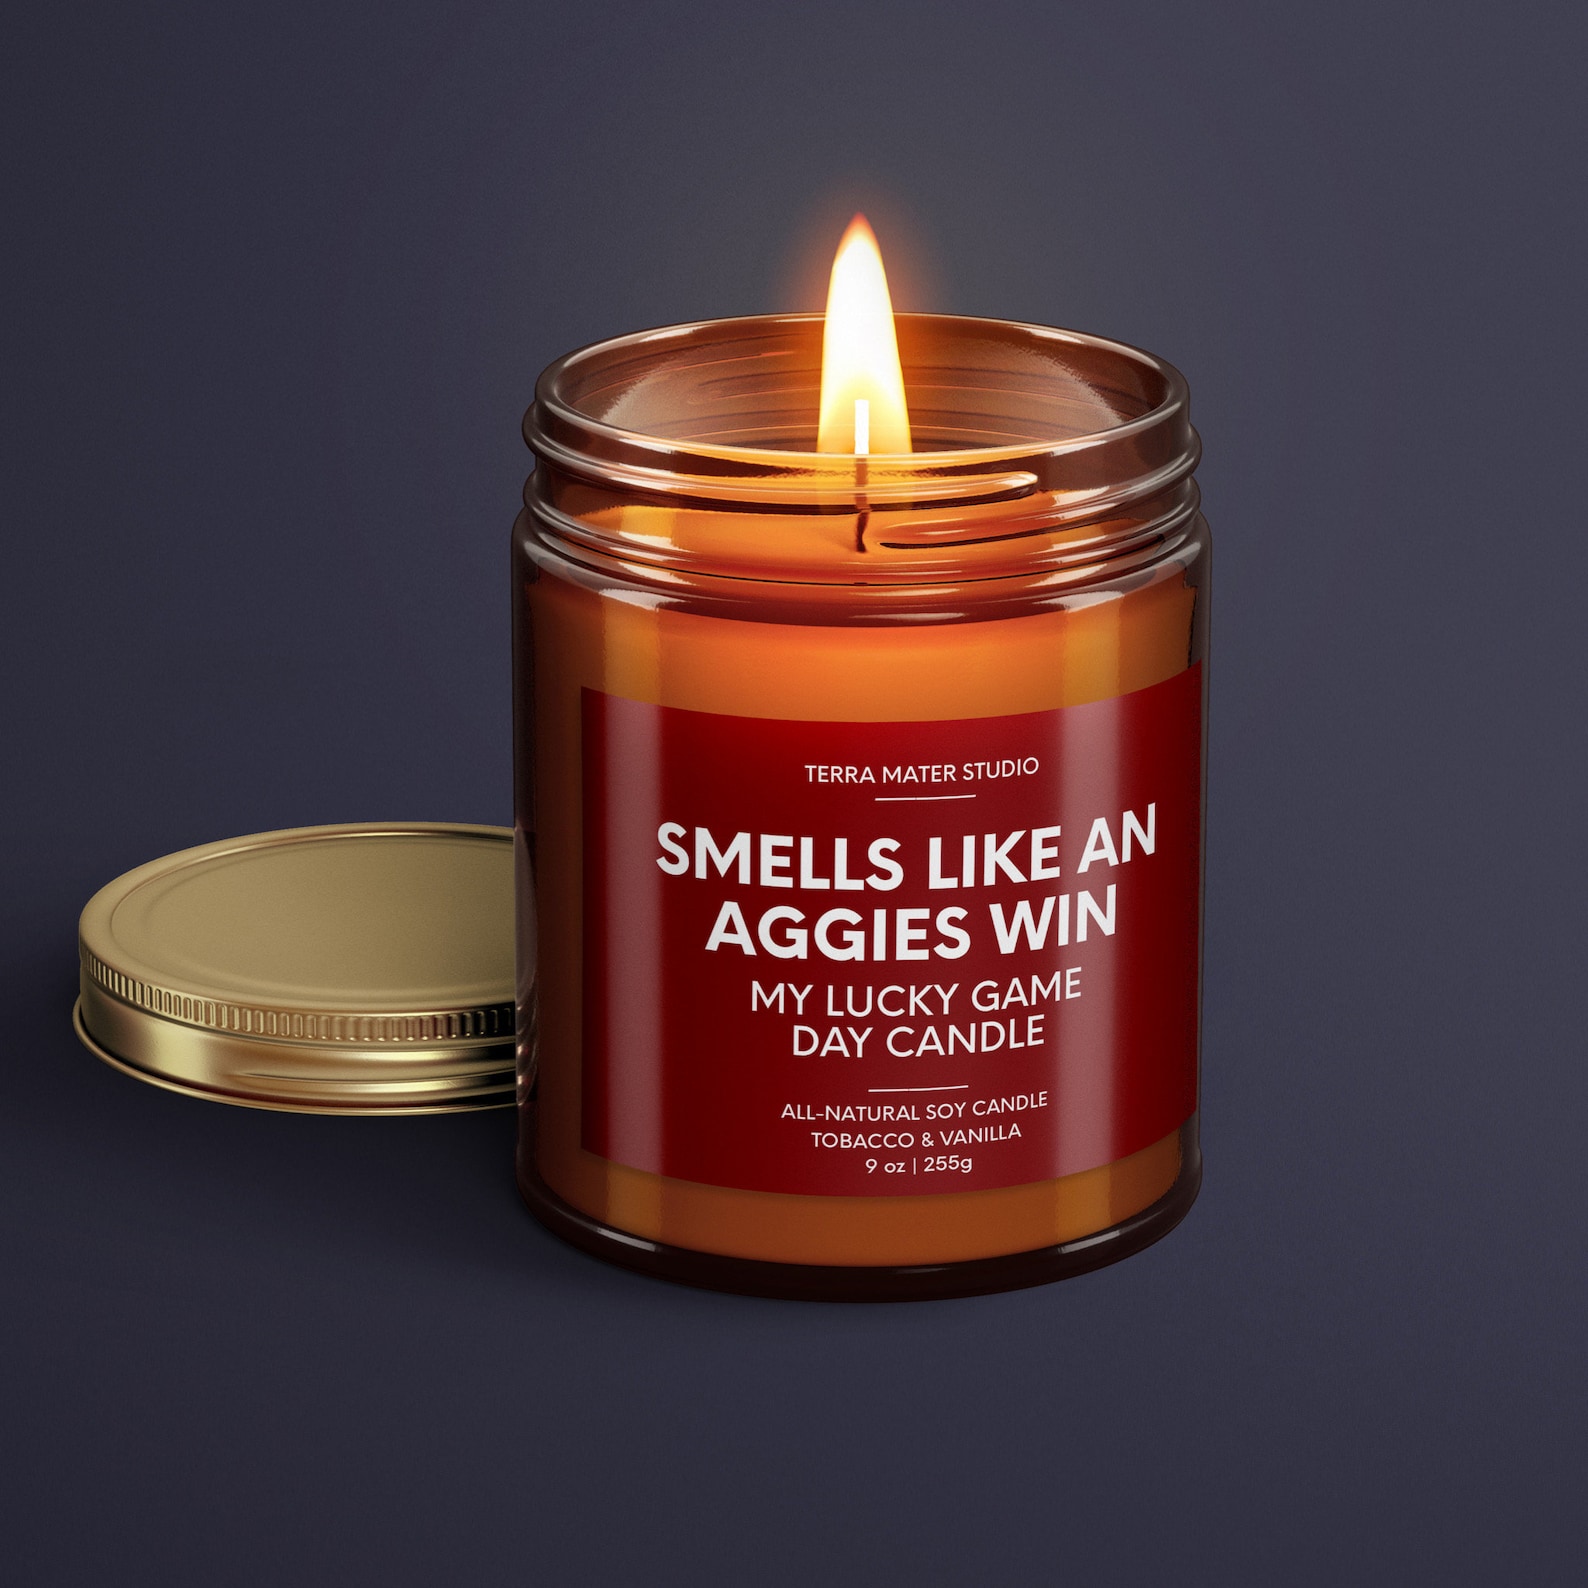 TERRA MATER STUDIO
SMELLS LIKE AN
AGGIES WIN
MY LUCKY GAME
DAY CANDLE
ALL-NATURAL SOY CANDLE
TOBACCO & VANILLA
9 oz | 255g